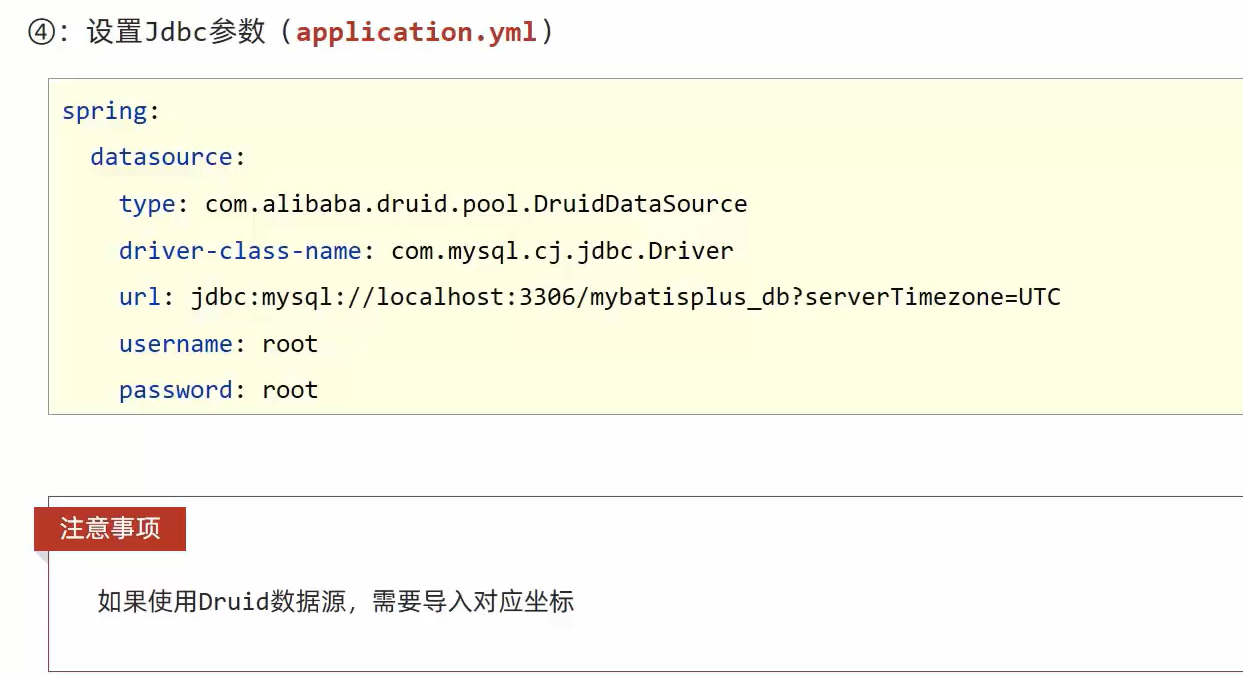 ④：设置Jdbc参数（application.yml）
spring:
  datasource:
    type: com.alibaba.druid.pool.DruidDataSource
    driver-class-name: com.mysql.cj.jdbc.Driver
    url: jdbc:mysql://localhost:3306/mybatisplus_db?serverTimezone=UTC
    username: root
    password: root
注意事项
如果使用Druid数据源，需要导入对应坐标